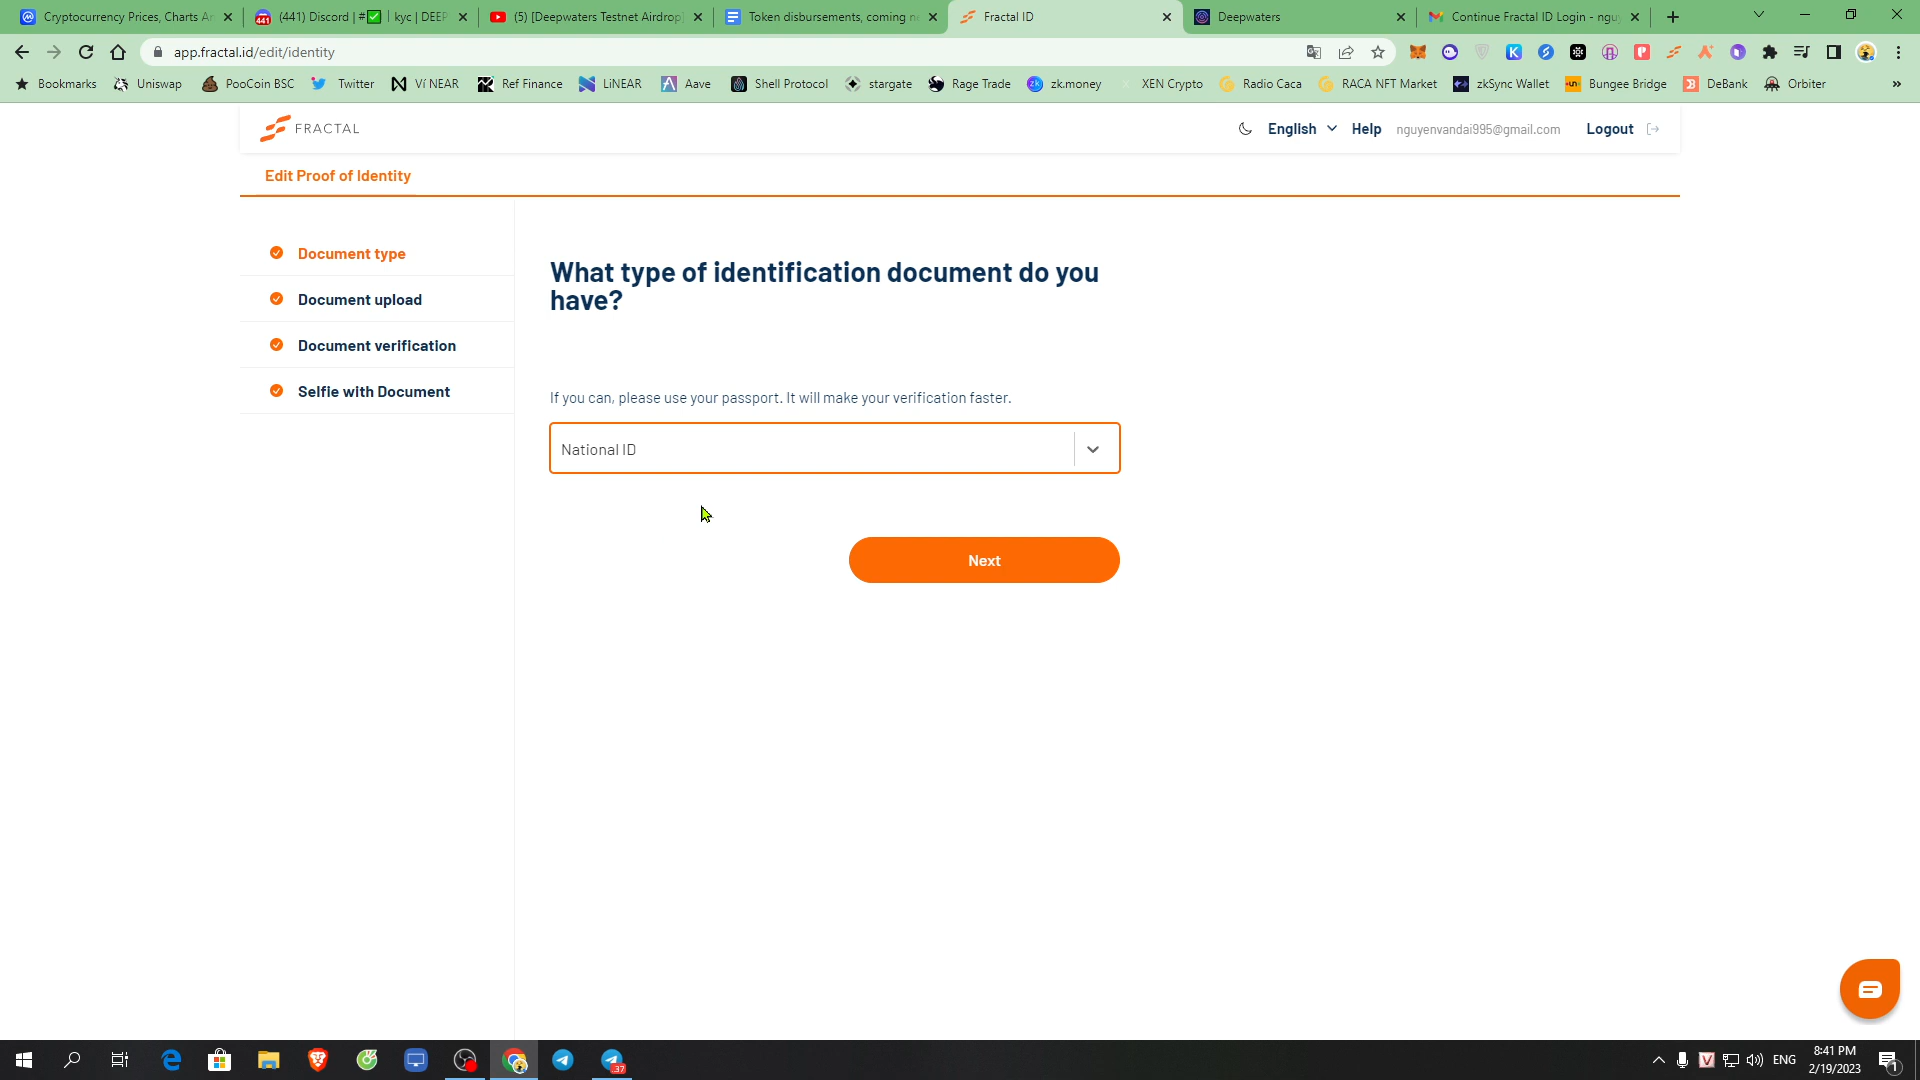 Cryptocurrency Prices, Charts Ar
(441) Discord | #✅ | kyc | DEEP
(5) [Deepwaters Testnet Airdrop]
Token disbursements, coming ne
Fractal ID
Deepwaters
Continue Fractal ID Login - nguy
app.fractal.id/edit/identity
Bookmarks
Uniswap
PooCoin BSC
Twitter
Ví NEAR
Ref Finance
LiNEAR
Aave
Shell Protocol
stargate
Rage Trade
zk.money
XEN Crypto
Radio Caca
RACA NFT Market
zkSync Wallet
Bungee Bridge
DeBank
Orbiter
FRACTAL
English
Help
nguyenvandai995@gmail.com
Logout
Edit Proof of Identity
Document type
Document upload
Document verification
Selfie with Document
What type of identification document do you
have?
If you can, please use your passport. It will make your verification faster.
National ID
Next
37
ENG
8:41 PM
2/19/2023
1